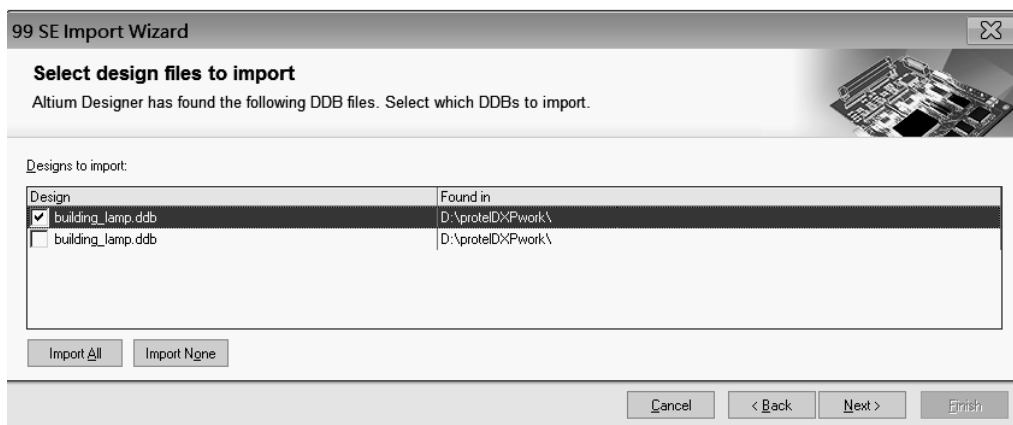 99 SE Import Wizard
Select design files to import
Altium Designer has found the following DDB files. Select which DDBs to import.
Designs to import:
Design Found in
building_lamp.ddb D:\protelDXPwork\
building_lamp.ddb D:\protelDXPwork\
Import All Import None
Cancel < Back Next > Finish